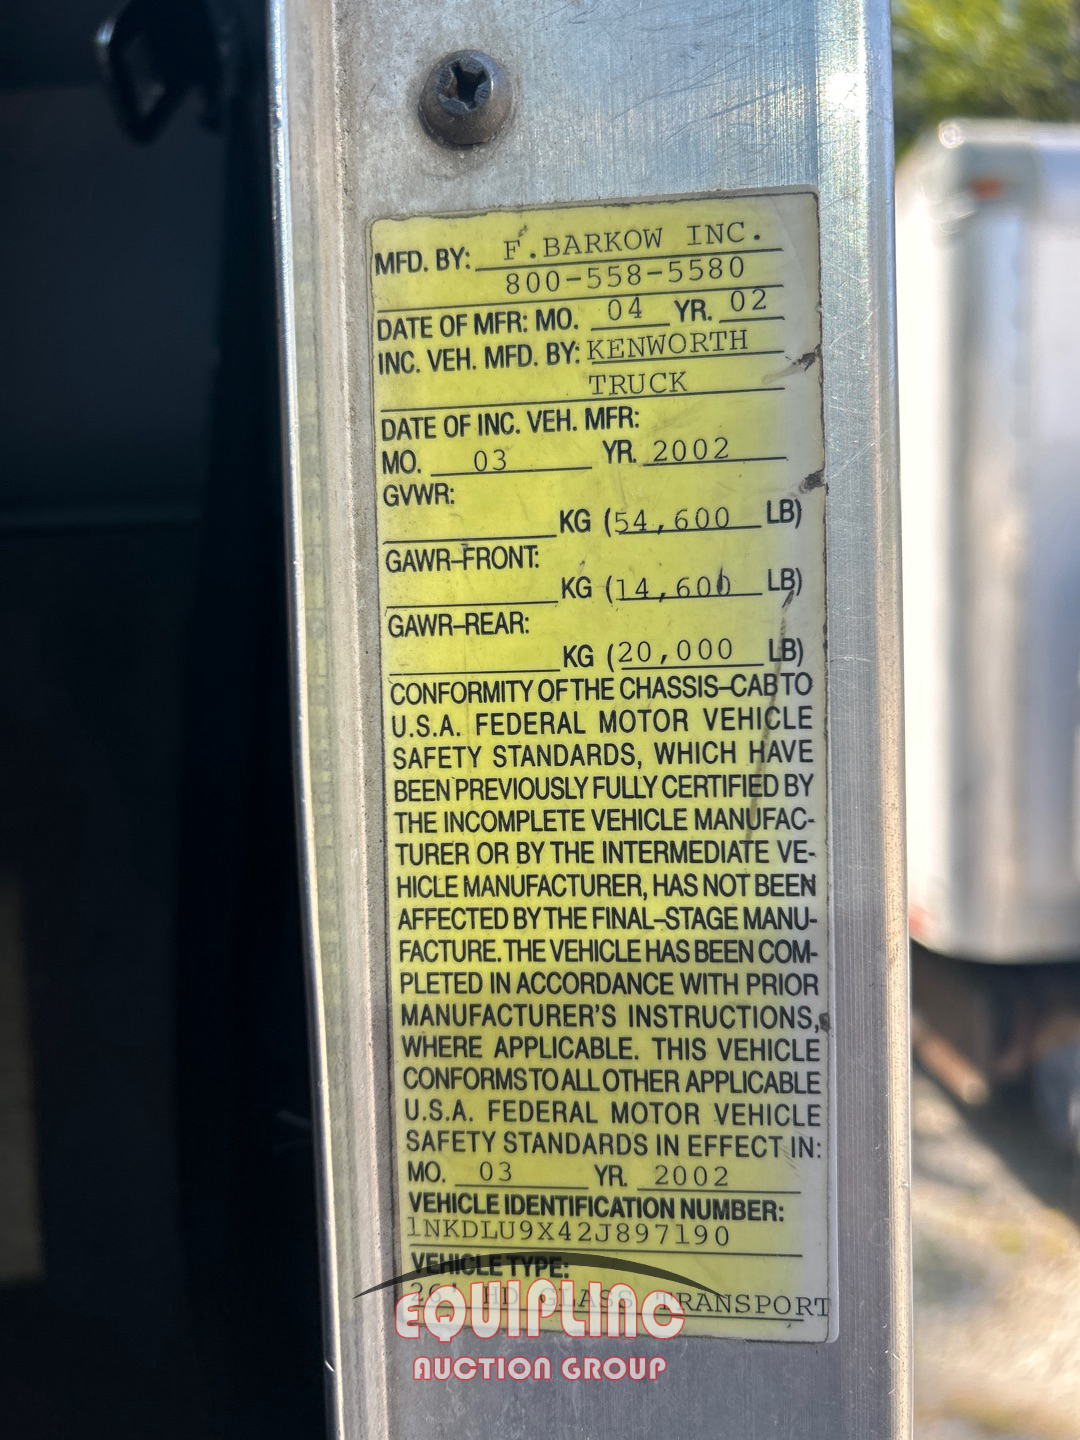 MFD. BY: F.BARKOW INC.
800-558-5580
DATE OF MFR: MO. 04 YR. 02
INC. VEH. MFD. BY: KENWORTH
TRUCK
DATE OF INC. VEH. MFR:
MO. 03 YR. 2002
GVWR:
KG (54,600 LB)
GAWR-FRONT:
KG (14,600 LB)
GAWR-REAR:
KG (20,000 LB)
CONFORMITY OF THE CHASSIS-CAB TO
U.S.A. FEDERAL MOTOR VEHICLE
SAFETY STANDARDS, WHICH HAVE
BEEN PREVIOUSLY FULLY CERTIFIED BY
THE INCOMPLETE VEHICLE MANUFAC-
TURER OR BY THE INTERMEDIATE VE-
HICLE MANUFACTURER, HAS NOT BEEN
AFFECTED BY THE FINAL-STAGE MANU-
FACTURE. THE VEHICLE HAS BEEN COM-
PLETED IN ACCORDANCE WITH PRIOR
MANUFACTURER'S INSTRUCTIONS,
WHERE APPLICABLE. THIS VEHICLE
CONFORMS TO ALL OTHER APPLICABLE
U.S.A. FEDERAL MOTOR VEHICLE
SAFETY STANDARDS IN EFFECT IN:
MO. 03 YR. 2002
VEHICLE IDENTIFICATION NUMBER:
1NKDLU9X42J897190
VEHICLE TYPE:
HD GLASS TRANSPORT
EQUIPLINC
AUCTION GROUP